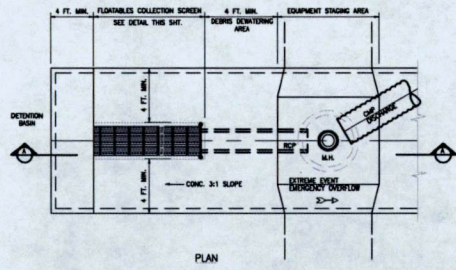 4 FT. MIN.
FLOATABLES COLLECTION SCREEN
4 FT. MIN.
EQUIPMENT STAGING AREA
SEE DETAIL THIS SHT.
DEBRIS DEWATERING
AREA
4 FT. MIN.
CMP
DISCHARGE
DETENTION
BASIN
A
A
RCP
M.H.
4 FT. MIN.
CONC. 3:1 SLOPE
EXTREME EVENT
EMERGENCY OVERFLOW
PLAN